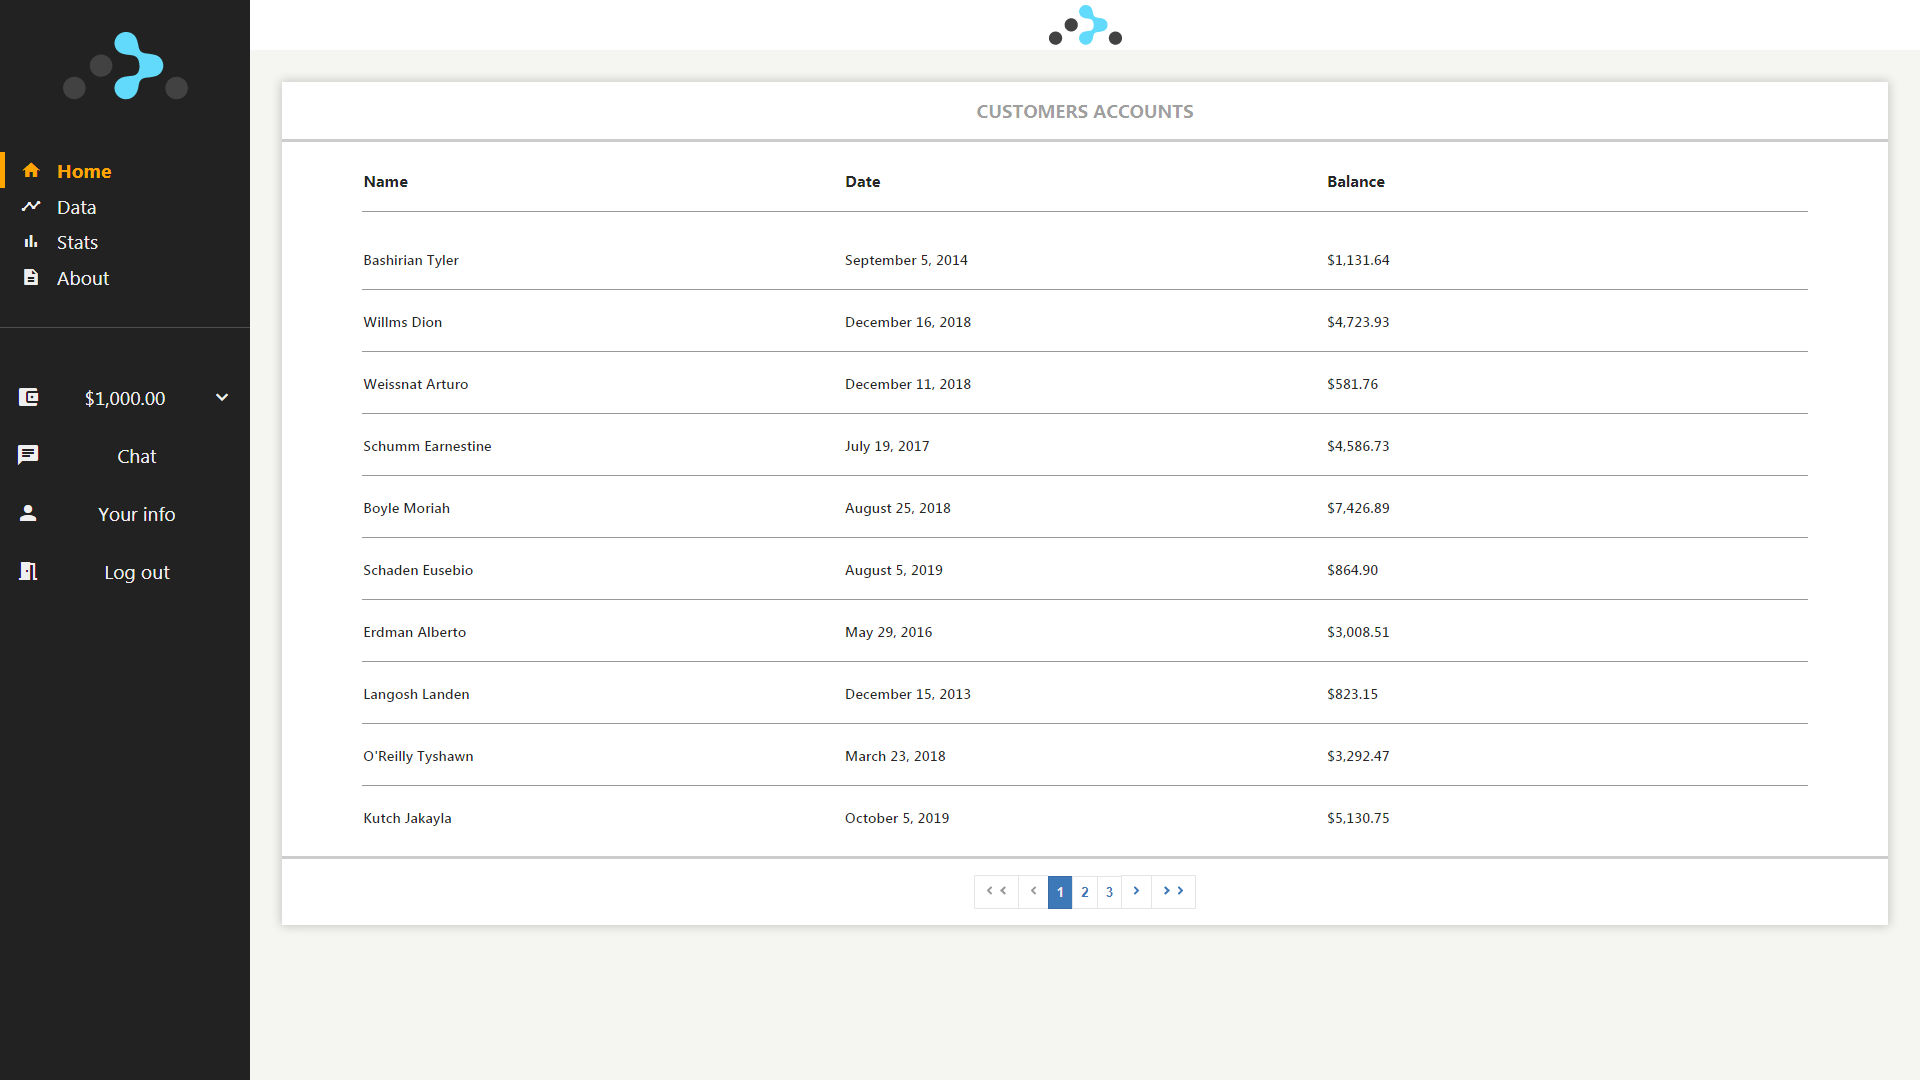 Home
Data
Stats
About
$1,000.00
Chat
Your info
Log out
CUSTOMERS ACCOUNTS
Name Date Balance
Bashirian Tyler September 5, 2014 $1,131.64
Willms Dion December 16, 2018 $4,723.93
Weissnat Arturo December 11, 2018 $581.76
Schumm Earnestine July 19, 2017 $4,586.73
Boyle Moriah August 25, 2018 $7,426.89
Schaden Eusebio August 5, 2019 $864.90
Erdman Alberto May 29, 2016 $3,008.51
Langosh Landen December 15, 2013 $823.15
O'Reilly Tyshawn March 23, 2018 $3,292.47
Kutch Jakayla October 5, 2019 $5,130.75
1 2 3